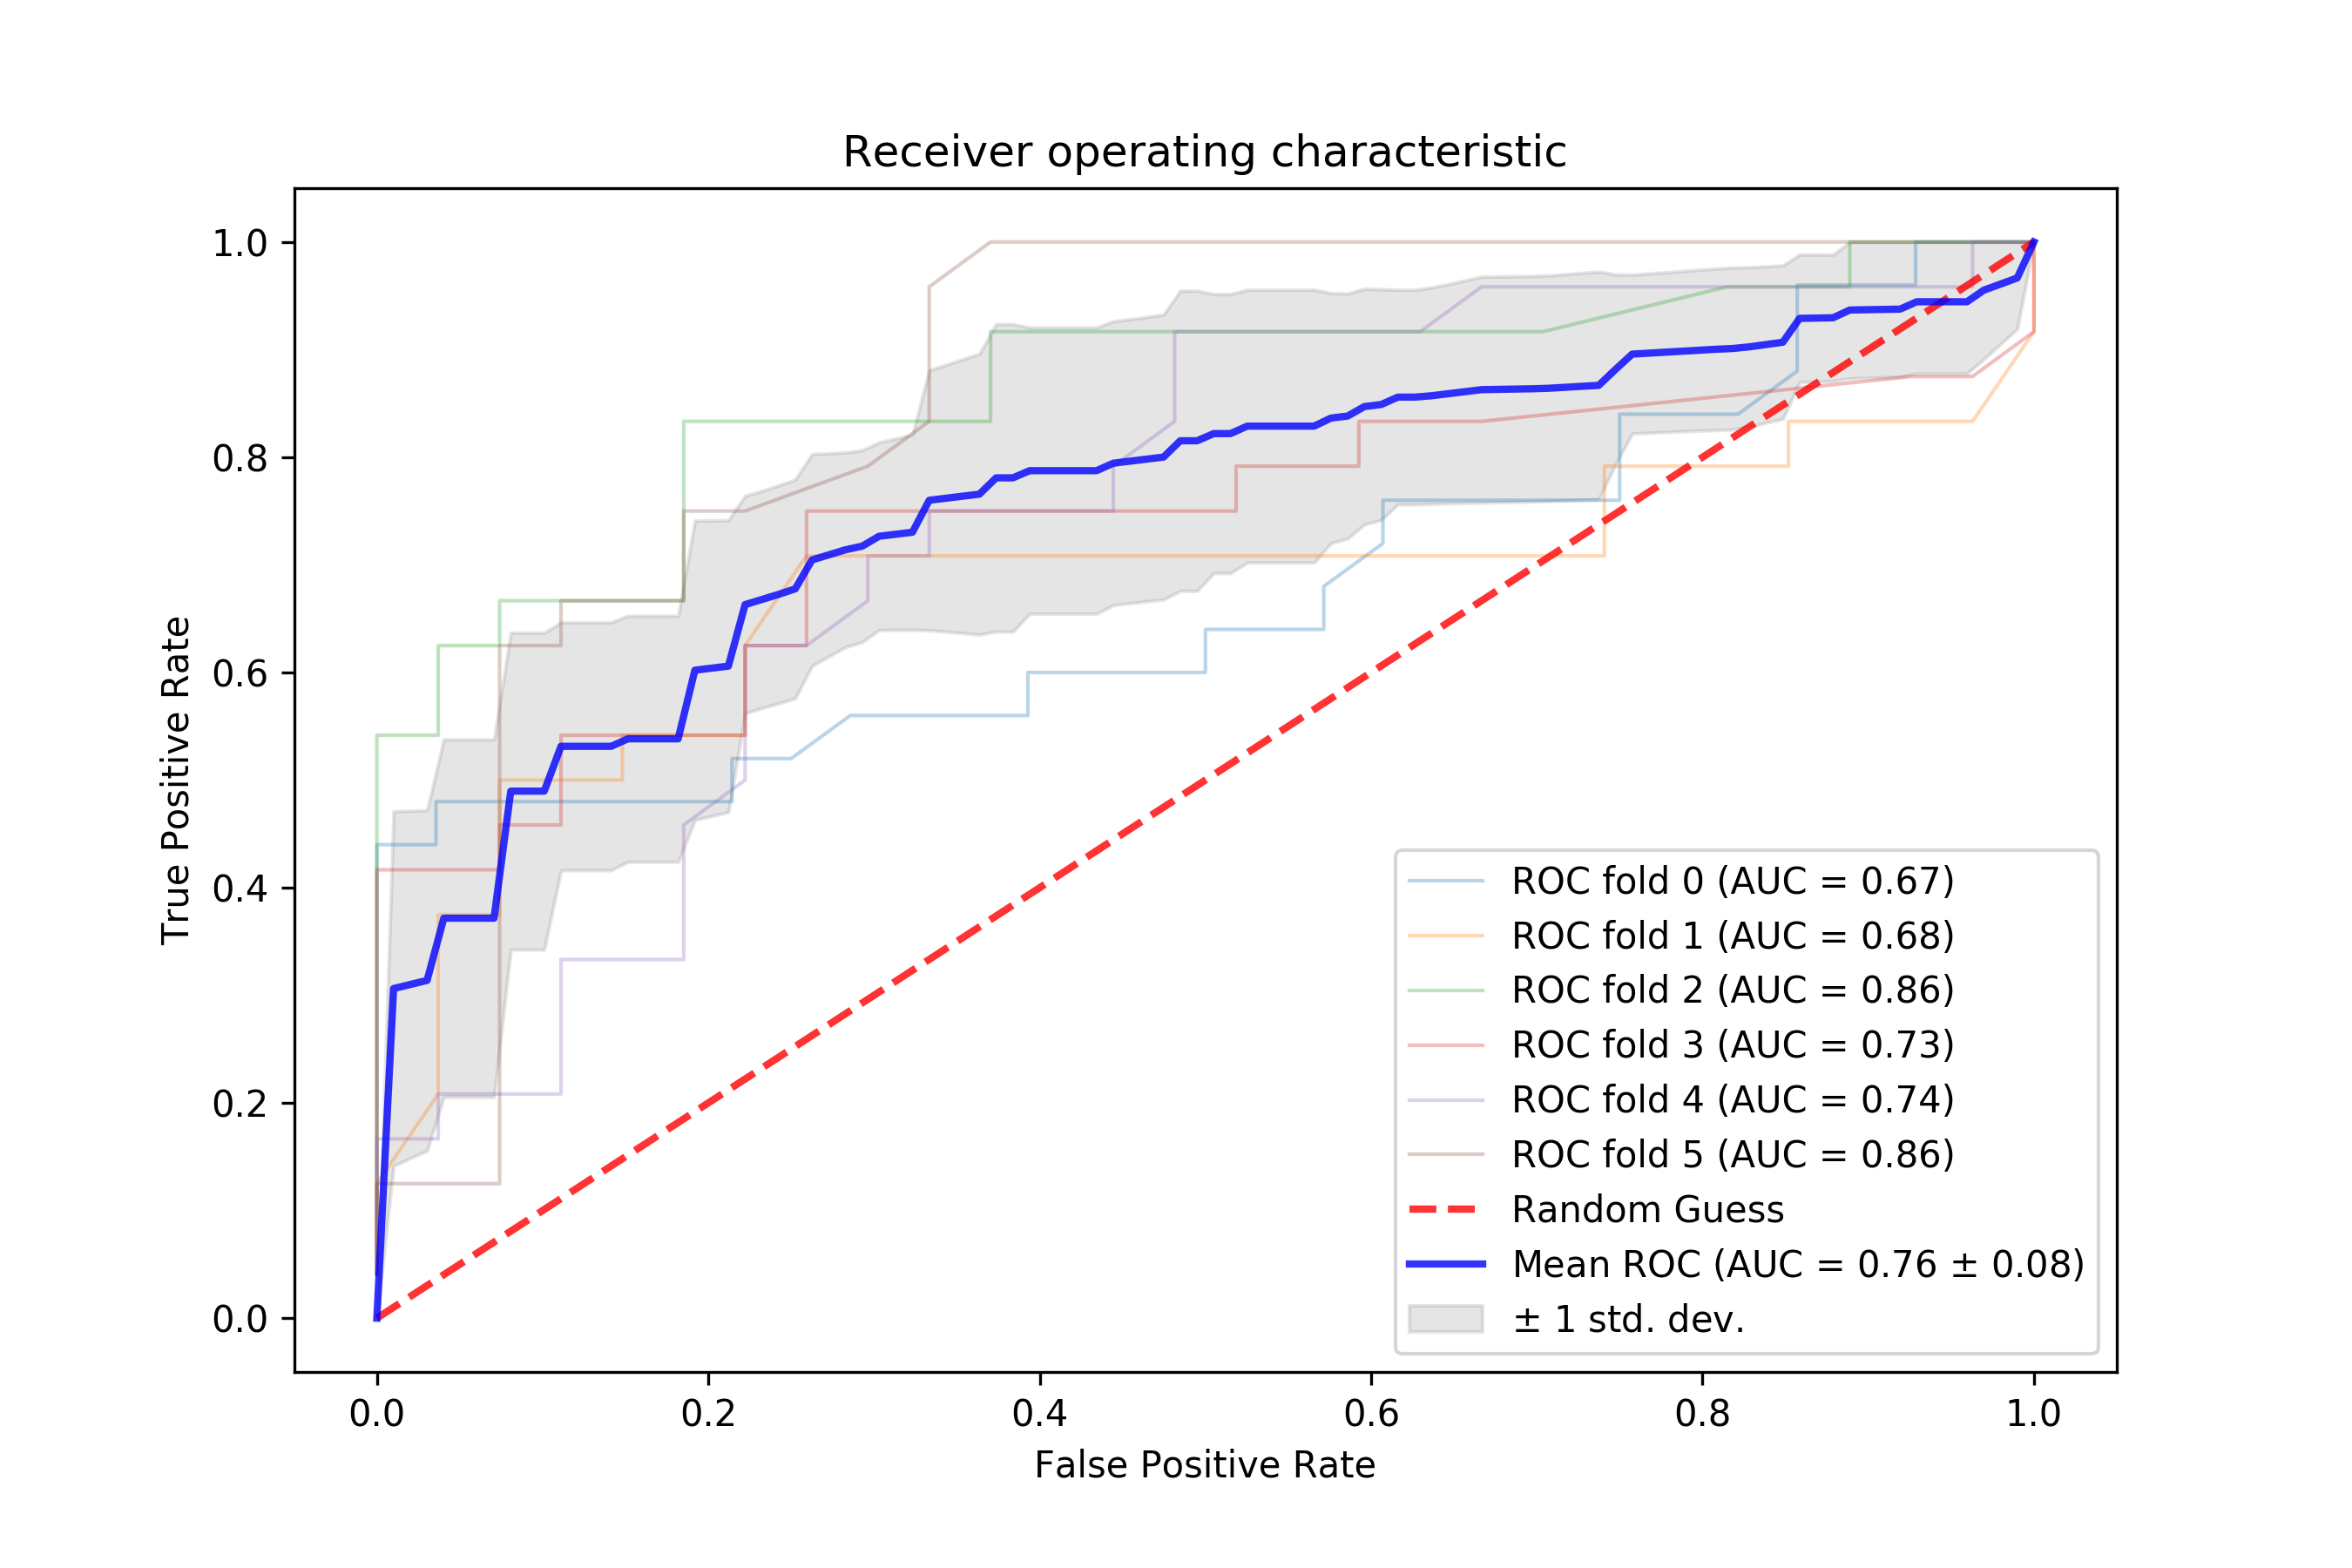 Receiver operating characteristic
1.0
0.8
0.6
0.4
0.2
0.0
True Positive Rate
ROC fold 0 (AUC = 0.67)
ROC fold 1 (AUC = 0.68)
ROC fold 2 (AUC = 0.86)
ROC fold 3 (AUC = 0.73)
ROC fold 4 (AUC = 0.74)
ROC fold 5 (AUC = 0.86)
Random Guess
Mean ROC (AUC = 0.76 ± 0.08)
± 1 std. dev.
0.0 0.2 0.4 0.6 0.8 1.0
False Positive Rate